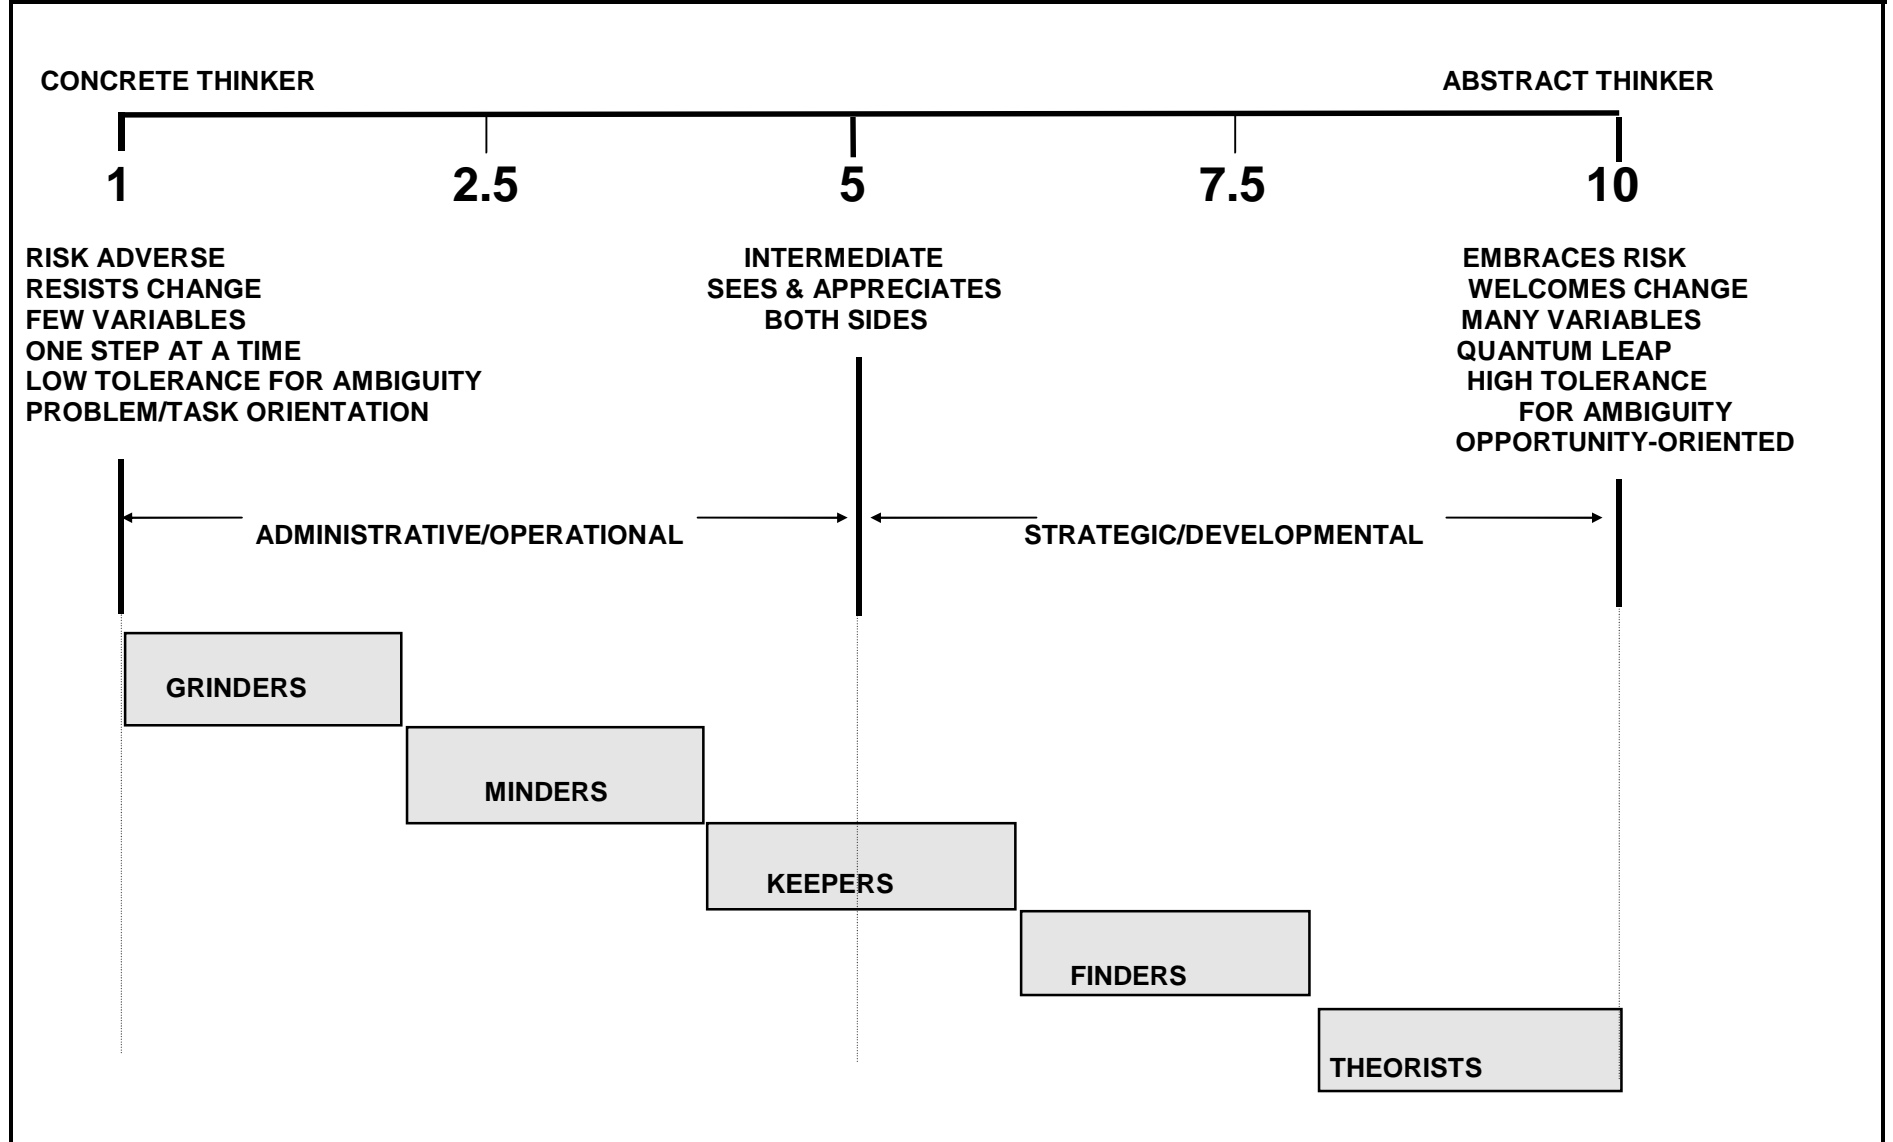 CONCRETE THINKER
ABSTRACT THINKER
1
2.5
5
7.5
10
RISK ADVERSE
RESISTS CHANGE
FEW VARIABLES
ONE STEP AT A TIME
LOW TOLERANCE FOR AMBIGUITY
PROBLEM/TASK ORIENTATION
INTERMEDIATE
SEES & APPRECIATES
BOTH SIDES
EMBRACES RISK
WELCOMES CHANGE
MANY VARIABLES
QUANTUM LEAP
HIGH TOLERANCE
FOR AMBIGUITY
OPPORTUNITY-ORIENTED
ADMINISTRATIVE/OPERATIONAL
STRATEGIC/DEVELOPMENTAL
GRINDERS
MINDERS
KEEPERS
FINDERS
THEORISTS